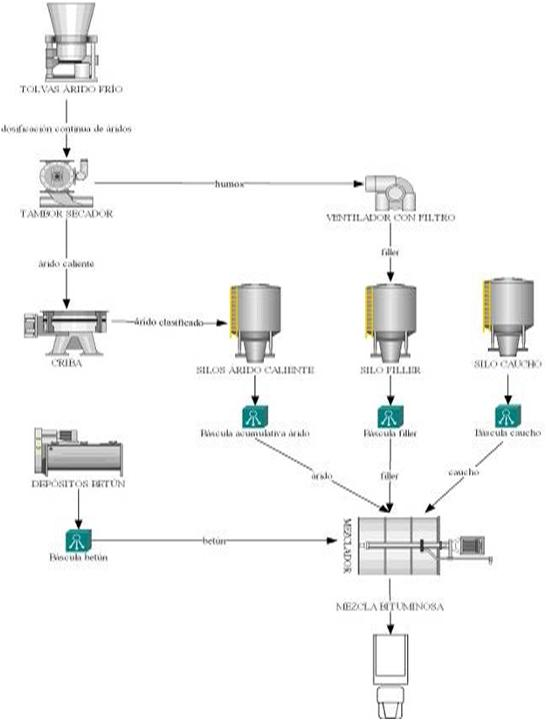 TOLVAS ÁRIDO FRÍO
dosificación continua de áridos
TAMBOR SECADOR
humos
VENTILADOR CON FILTRO
árido caliente
filler
CRIBA
árido clasificado
SILOS ÁRIDO CALIENTE
SILO FILLER
SILO CAUCHO
Báscula acumulativa árido
Báscula filler
Báscula caucho
DEPÓSITOS BETÚN
árido
filler
caucho
Báscula betún
betún
MEZCLADOR
MEZCLA BITUMINOSA